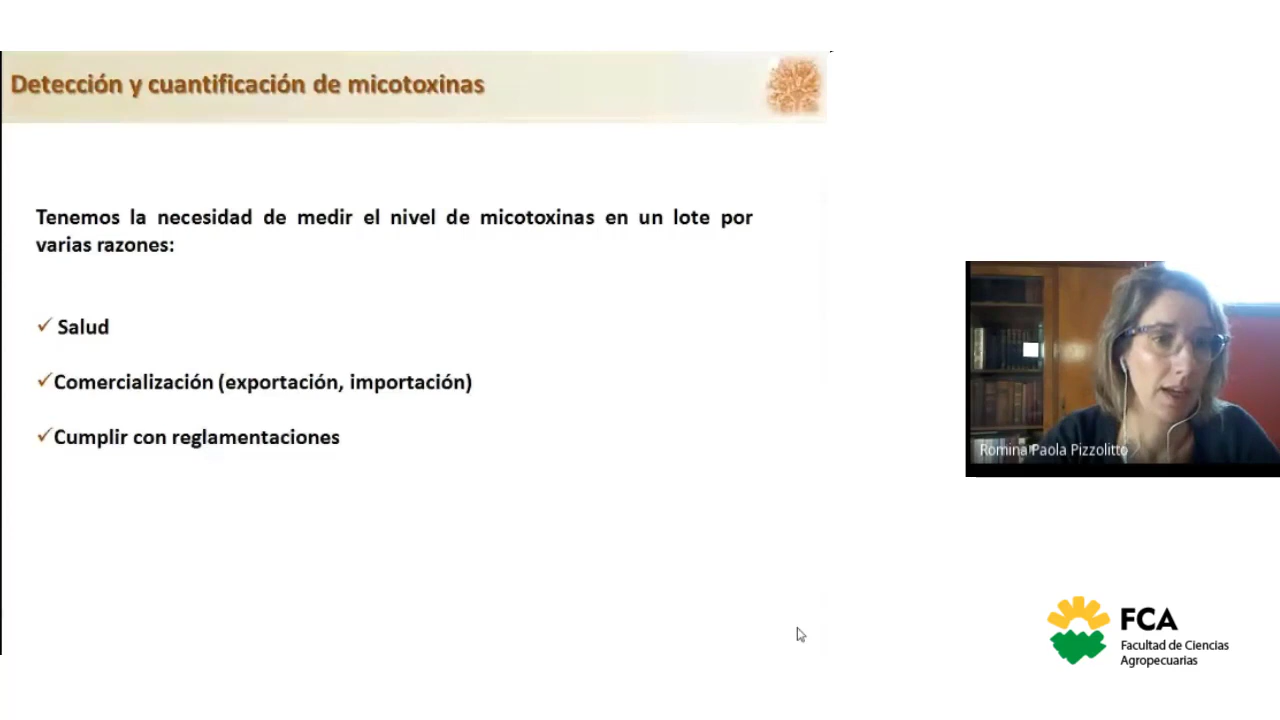 Detección y cuantificación de micotoxinas
Tenemos la necesidad de medir el nivel de micotoxinas en un lote por
varias razones:
✓ Salud
✓Comercialización (exportación, importación)
✓Cumplir con reglamentaciones
Romina Paola Pizzolitto
FCA
Facultad de Ciencias
Agropecuarias